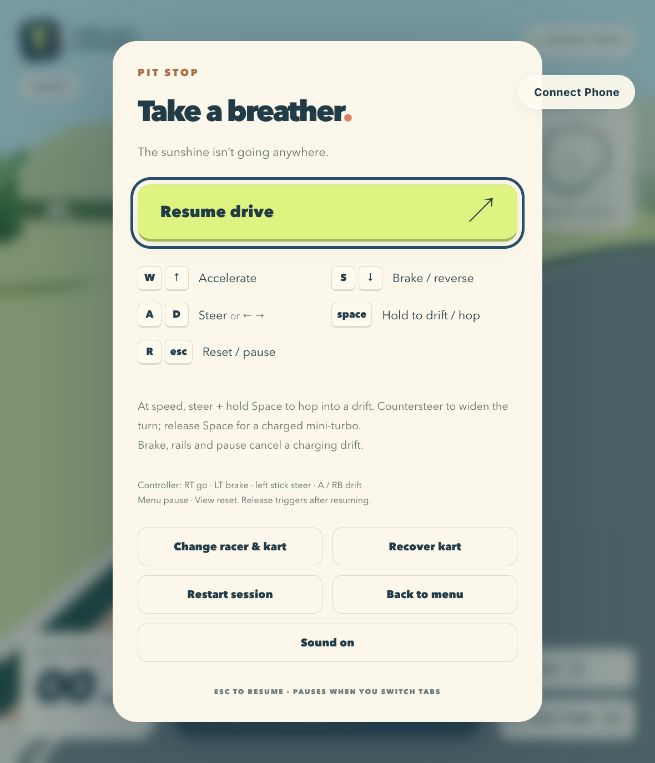 PIT STOP
Take a breather.
Connect Phone
The sunshine isn't going anywhere.
Resume drive ↗
W ↑ Accelerate
S ↓ Brake / reverse
A D Steer or ← →
space Hold to drift / hop
R esc Reset / pause
At speed, steer + hold Space to hop into a drift. Countersteer to widen the
turn; release Space for a charged mini-turbo.
Brake, rails and pause cancel a charging drift.
Controller: RT go · LT brake · left stick steer · A / RB drift
Menu pause · View reset. Release triggers after resuming.
Change racer & kart
Recover kart
Restart session
Back to menu
Sound on
ESC TO RESUME · PAUSES WHEN YOU SWITCH TABS